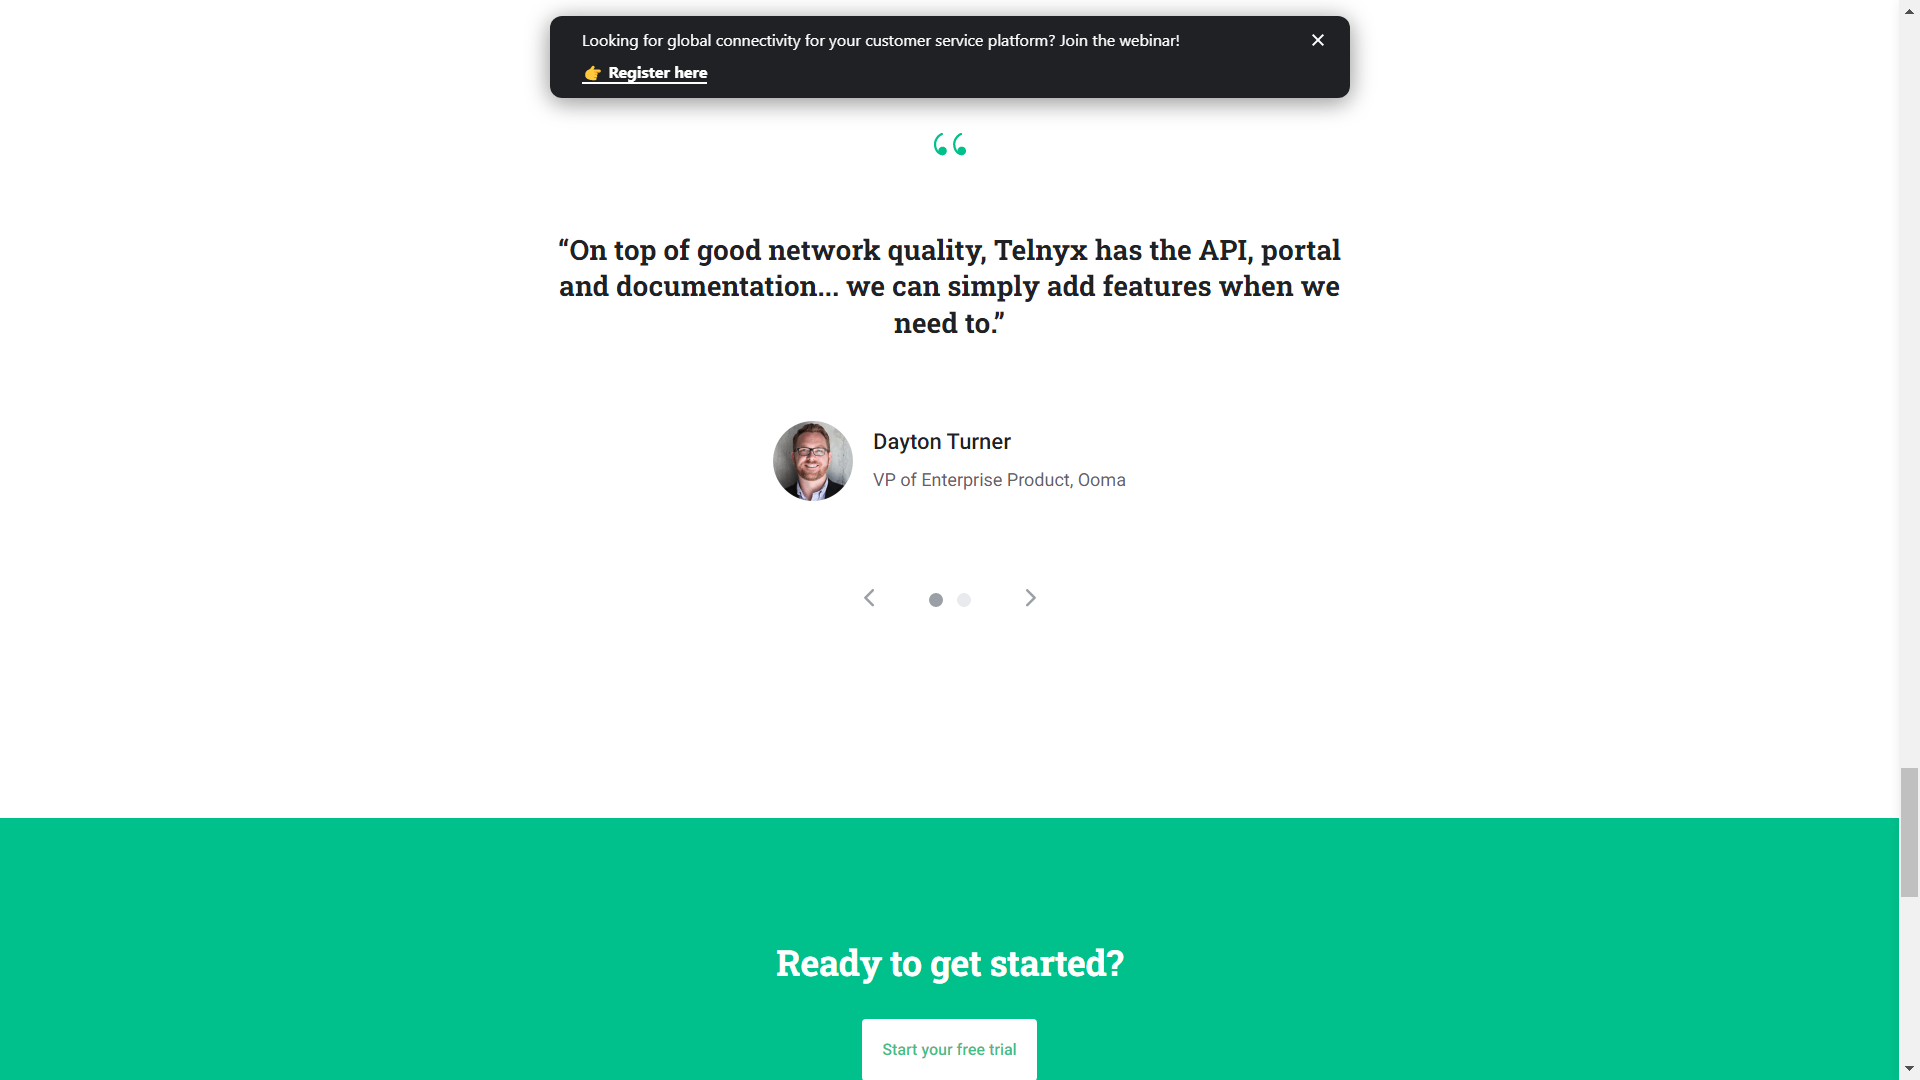 Looking for global connectivity for your customer service platform? Join the webinar!
👉 Register here
“On top of good network quality, Telnyx has the API, portal
and documentation... we can simply add features when we
need to.”
Dayton Turner
VP of Enterprise Product, Ooma
Ready to get started?
Start your free trial